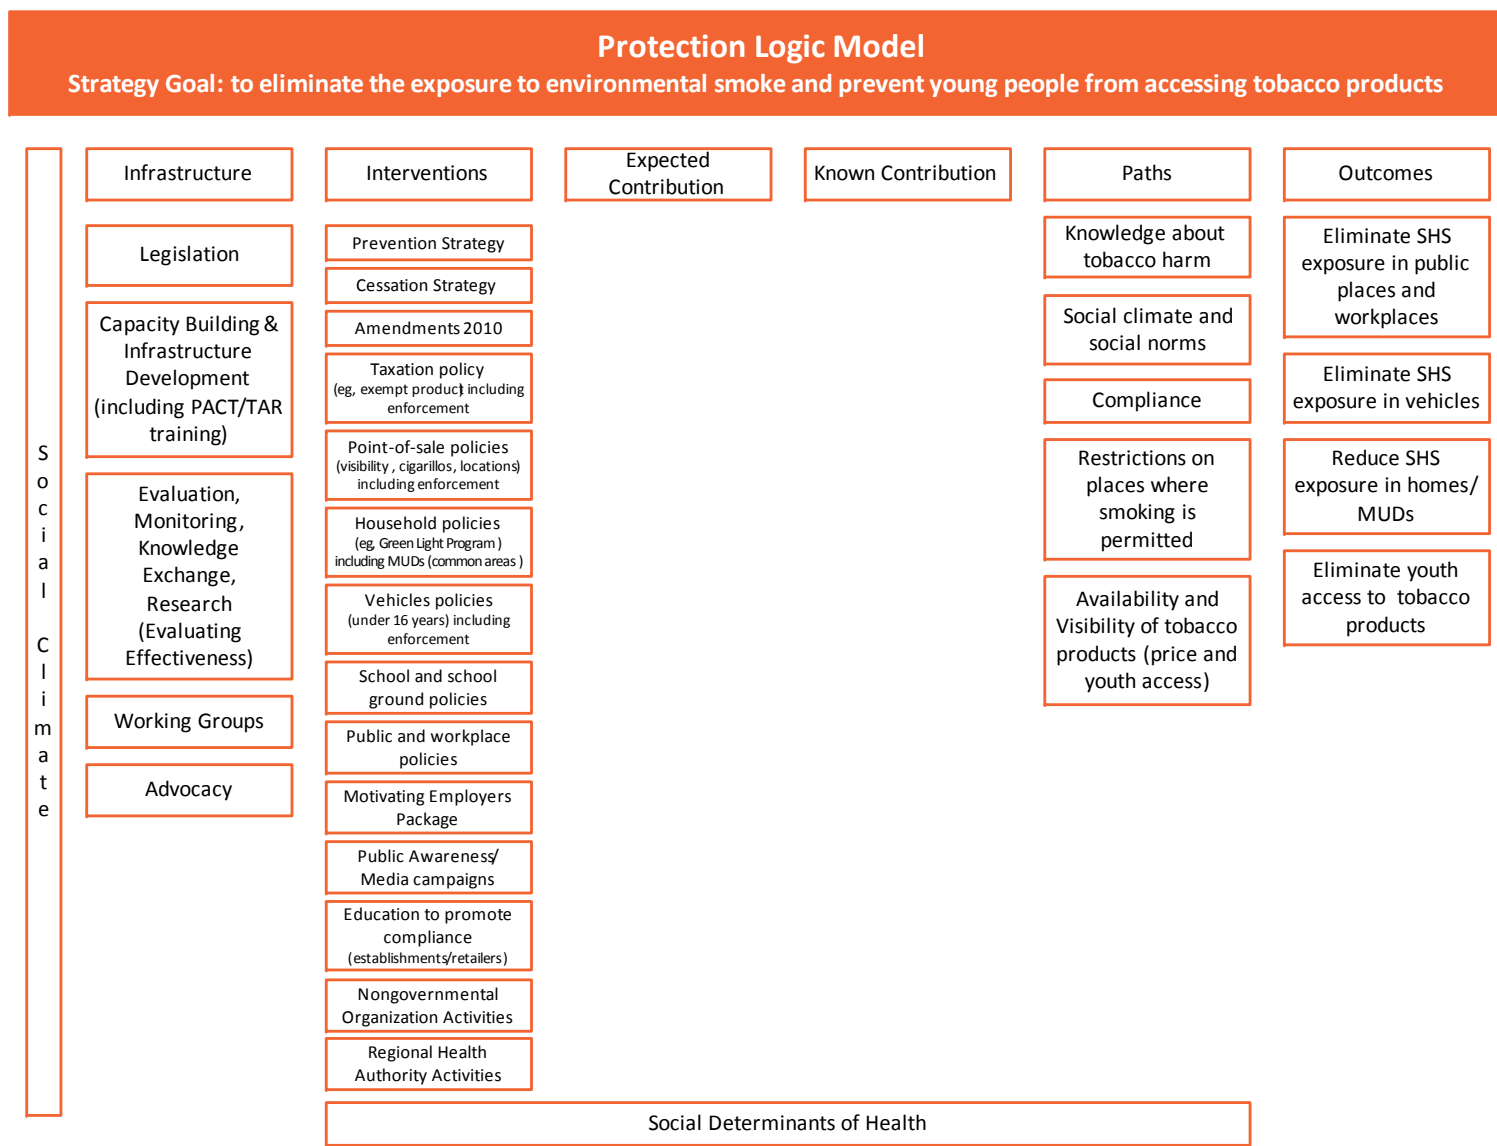 Protection Logic Model
Strategy Goal: to eliminate the exposure to environmental smoke and prevent young people from accessing tobacco products
Social Climate
Infrastructure
Legislation
Capacity Building &
Infrastructure
Development
(including PACT/TAR
training)
Evaluation,
Monitoring,
Knowledge
Exchange,
Research
(Evaluating
Effectiveness)
Working Groups
Advocacy
Interventions
Prevention Strategy
Cessation Strategy
Amendments 2010
Taxation policy
(eg, exempt product) including
enforcement
Point-of-sale policies
(visibility , cigarillos, locations)
including enforcement
Household policies
(eg, Green Light Program )
including MUDs (common areas )
Vehicles policies
(under 16 years) including
enforcement
School and school
ground policies
Public and workplace
policies
Motivating Employers
Package
Public Awareness/
Media campaigns
Education to promote
compliance
(establishments/retailers)
Nongovernmental
Organization Activities
Regional Health
Authority Activities
Expected
Contribution
Known Contribution
Paths
Knowledge about
tobacco harm
Social climate and
social norms
Compliance
Restrictions on
places where
smoking is
permitted
Availability and
Visibility of tobacco
products (price and
youth access)
Outcomes
Eliminate SHS
exposure in public
places and
workplaces
Eliminate SHS
exposure in vehicles
Reduce SHS
exposure in homes/
MUDs
Eliminate youth
access to tobacco
products
Social Determinants of Health